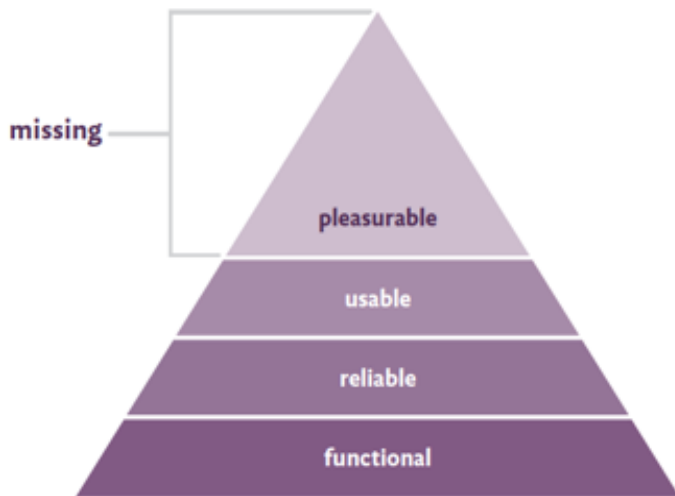 missing
pleasurable
usable
reliable
functional